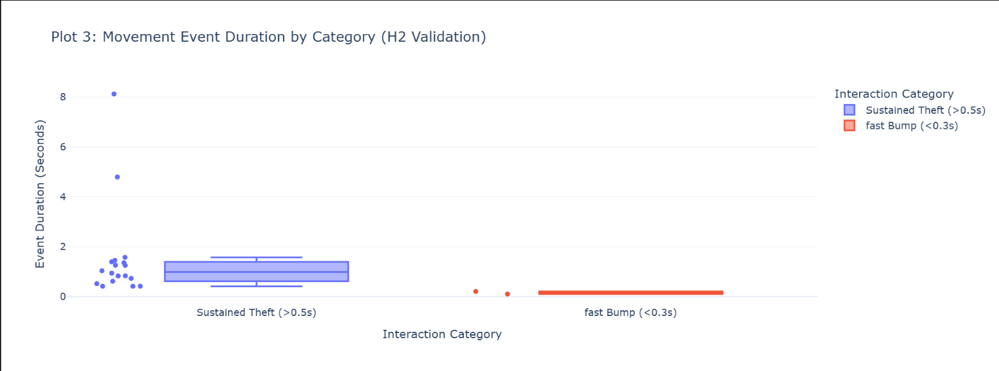 Plot 3: Movement Event Duration by Category (H2 Validation)
Interaction Category
Sustained Theft (>0.5s)
fast Bump (<0.3s)
Event Duration (Seconds)
8
6
4
2
0
Sustained Theft (>0.5s)
fast Bump (<0.3s)
Interaction Category